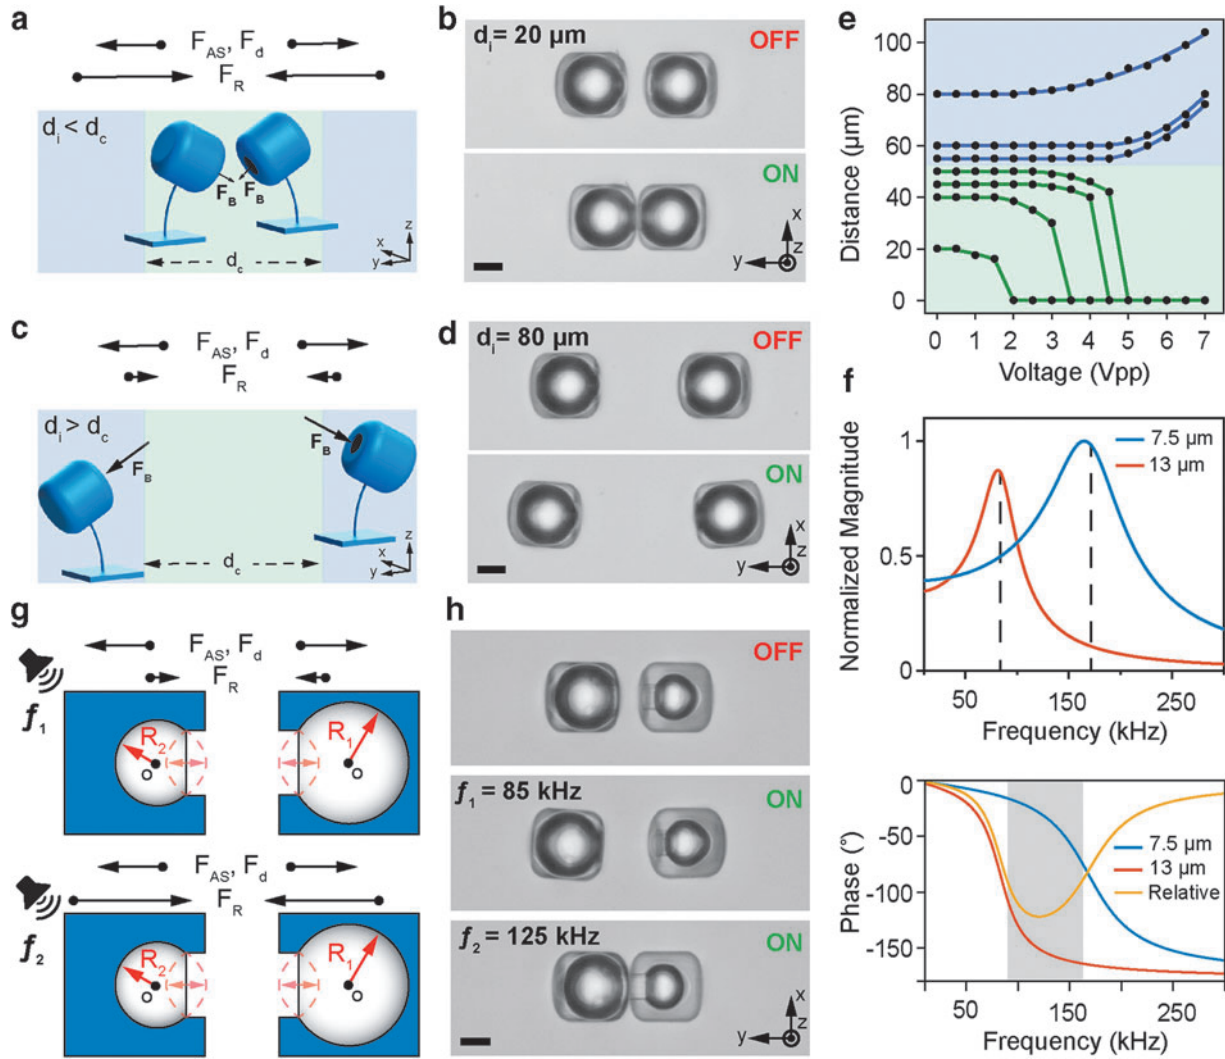 a
F_AS, F_d
F_R
d_i < d_c
F_B
F_B
d_c
x
y
z
b
d_i = 20 µm
OFF
ON
x
y
z
c
F_AS, F_d
F_R
d_i > d_c
F_B
F_B
d_c
x
y
z
d
d_i = 80 µm
OFF
ON
x
y
z
e
Distance (µm)
100
80
60
40
20
0
0 1 2 3 4 5 6 7
Voltage (Vpp)
f
Normalized Magnitude
1
0.5
0
7.5 µm
13 µm
50 150 250
Frequency (kHz)
Phase (°)
0
-50
-100
-150
7.5 µm
13 µm
Relative
50 150 250
Frequency (kHz)
g
F_AS, F_d
F_R
f_1
R_2
O
R_1
O
F_AS, F_d
F_R
f_2
R_2
O
R_1
O
h
OFF
f_1 = 85 kHz
ON
f_2 = 125 kHz
ON
x
y
z